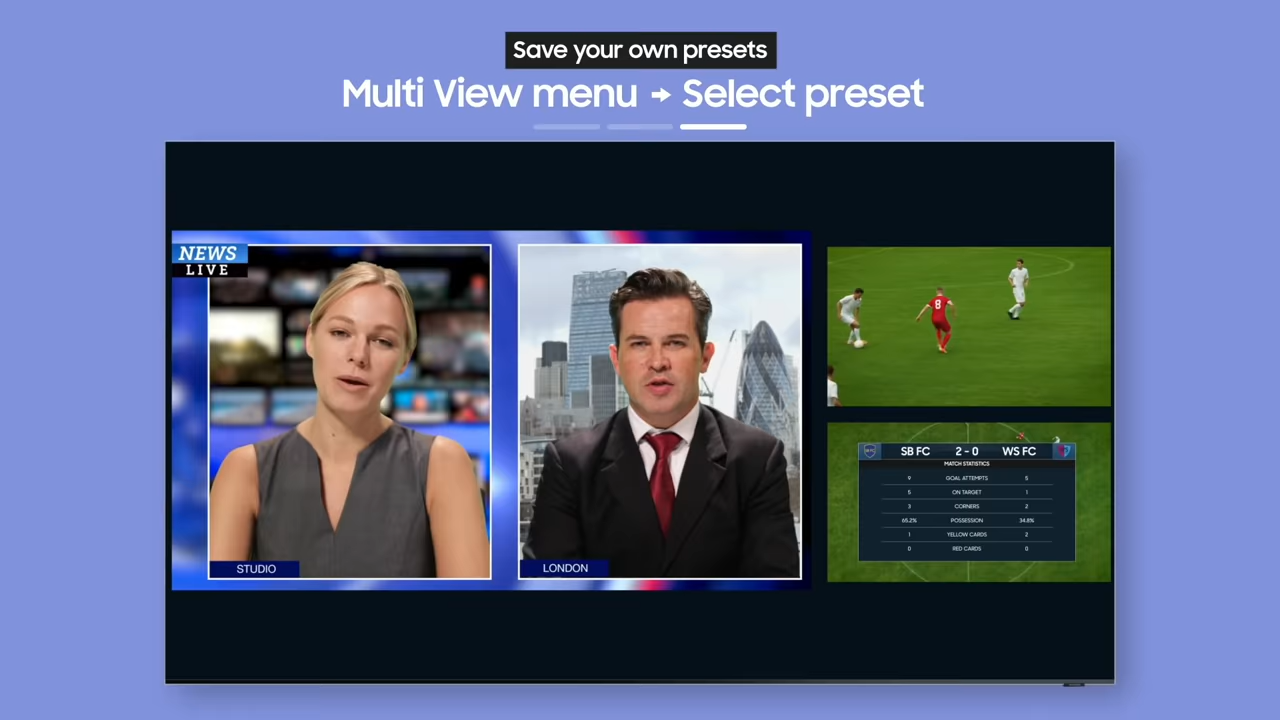 Save your own presets
Multi View menu → Select preset
NEWS
LIVE
STUDIO
LONDON
8
SB FC 2 - 0 WS FC
MATCH STATISTICS
9 GOAL ATTEMPTS 5
5 ON TARGET 1
3 CORNERS 2
65.2% POSSESSION 34.8%
1 YELLOW CARDS 2
0 RED CARDS 0